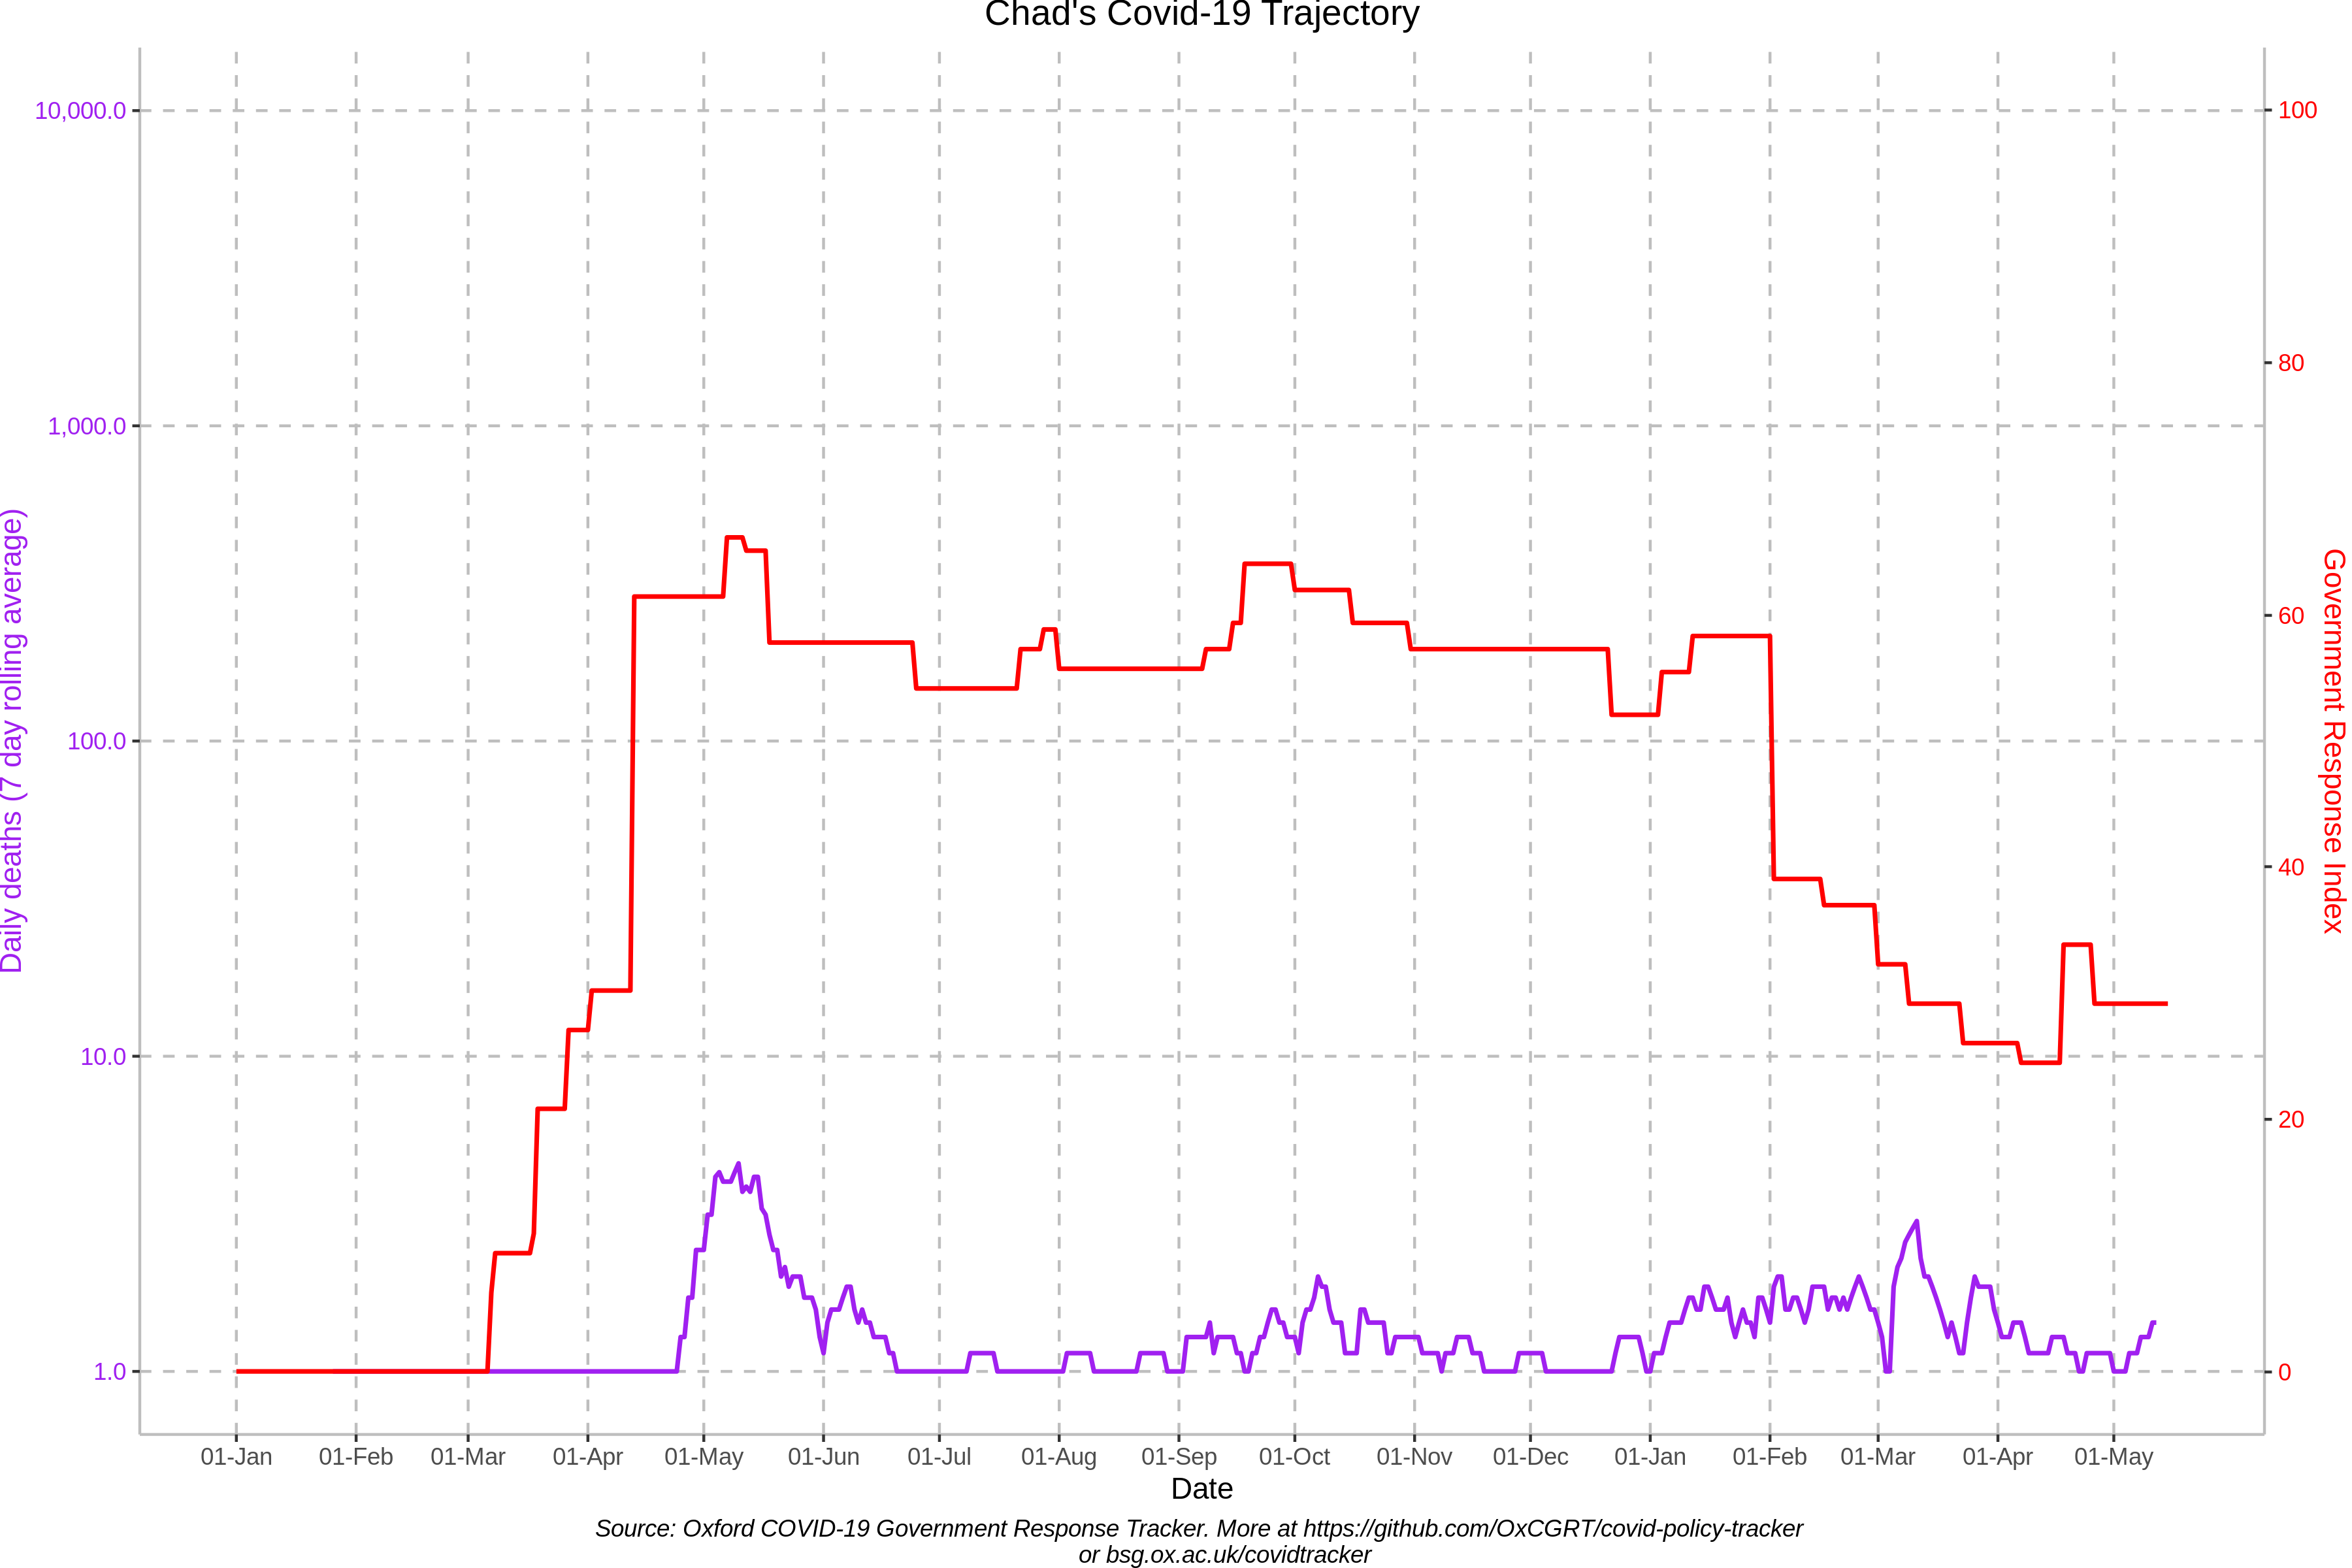 Chad's Covid-19 Trajectory
10,000.0
1,000.0
100.0
10.0
1.0
Daily deaths (7 day rolling average)
100
80
60
40
20
0
Government Response Index
01-Jan 01-Feb 01-Mar 01-Apr 01-May 01-Jun 01-Jul 01-Aug 01-Sep 01-Oct 01-Nov 01-Dec 01-Jan 01-Feb 01-Mar 01-Apr 01-May
Date
Source: Oxford COVID-19 Government Response Tracker. More at https://github.com/OxCGRT/covid-policy-tracker
or bsg.ox.ac.uk/covidtracker